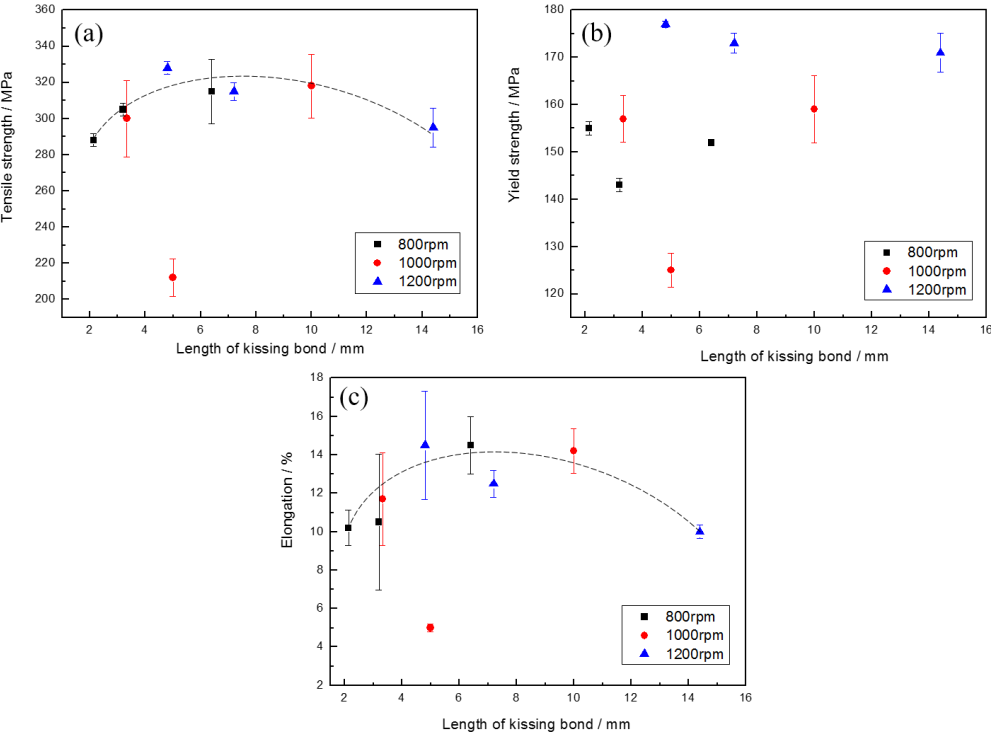 (a)
Tensile strength / MPa
360
340
320
300
280
260
240
220
200
2 4 6 8 10 12 14 16
Length of kissing bond / mm
800rpm
1000rpm
1200rpm
(b)
Yield strength / MPa
180
170
160
150
140
130
120
2 4 6 8 10 12 14 16
Length of kissing bond / mm
800rpm
1000rpm
1200rpm
(c)
Elongation / %
18
16
14
12
10
8
6
4
2
2 4 6 8 10 12 14 16
Length of kissing bond / mm
800rpm
1000rpm
1200rpm